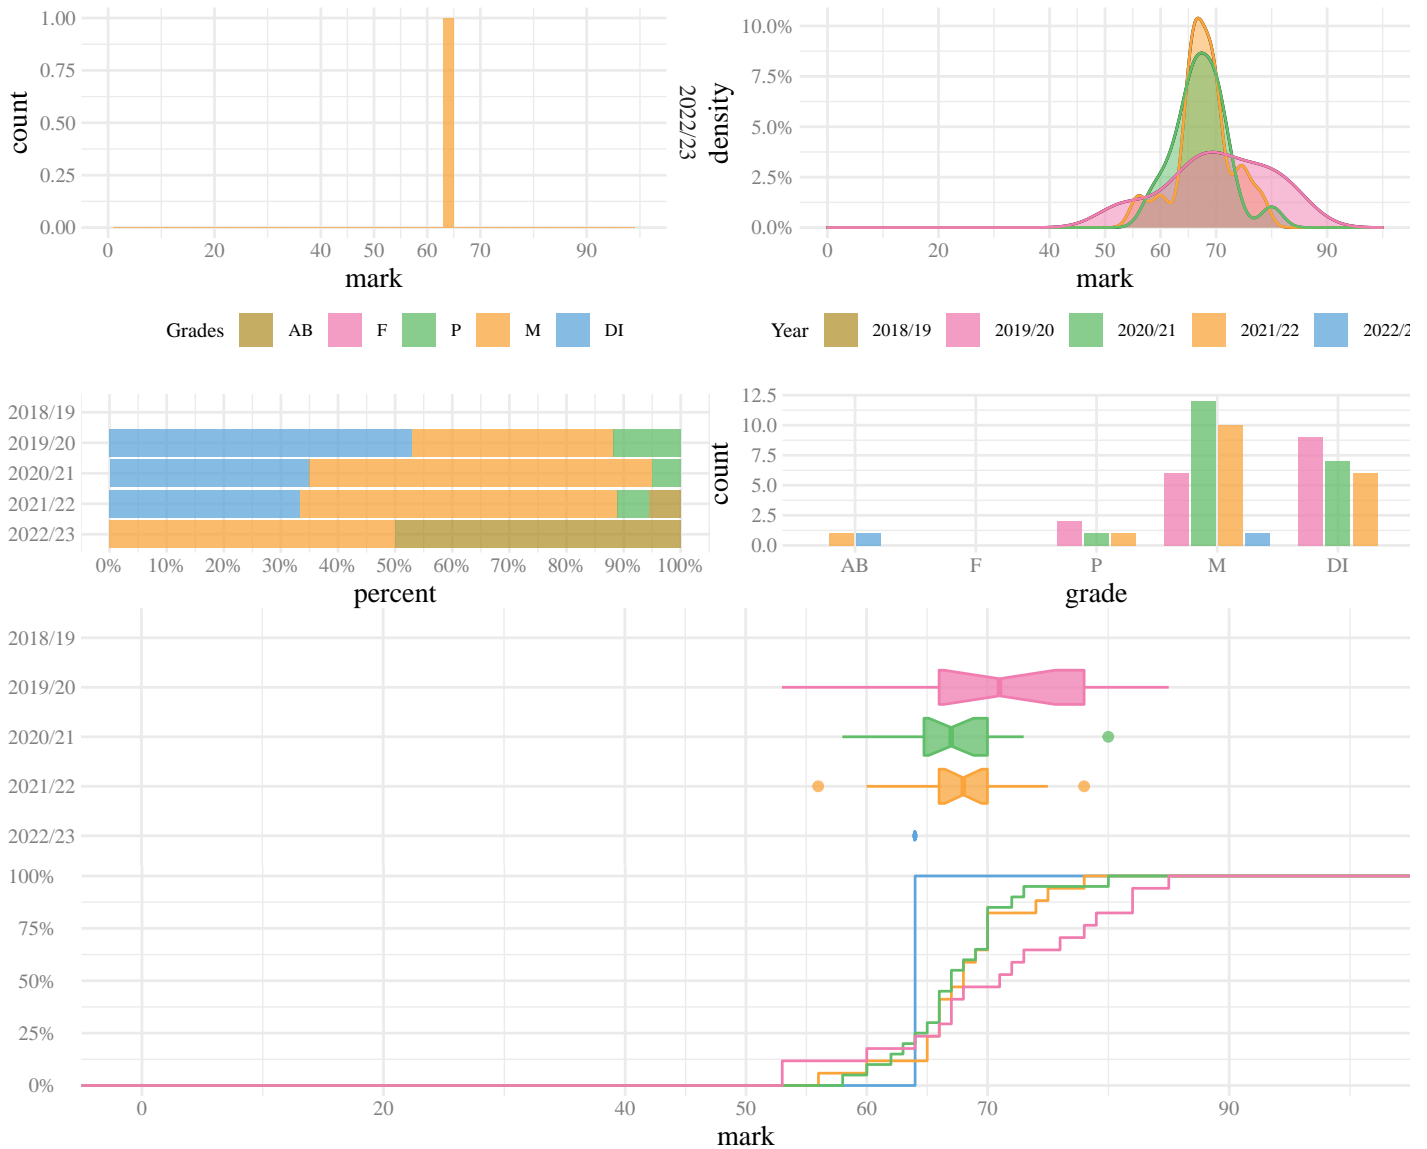 1.00
0.75
0.50
0.25
0.00
count
0 20 40 50 60 70 90
mark
2022/23
10.0%
7.5%
5.0%
2.5%
0.0%
density
0 20 40 50 60 70 90
mark
Grades AB F P M DI
Year 2018/19 2019/20 2020/21 2021/22 2022/2
2018/19
2019/20
2020/21
2021/22
2022/23
0% 10% 20% 30% 40% 50% 60% 70% 80% 90% 100%
percent
12.5
10.0
7.5
5.0
2.5
0.0
count
AB F P M DI
grade
2018/19
2019/20
2020/21
2021/22
2022/23
100%
75%
50%
25%
0%
0 20 40 50 60 70 90
mark